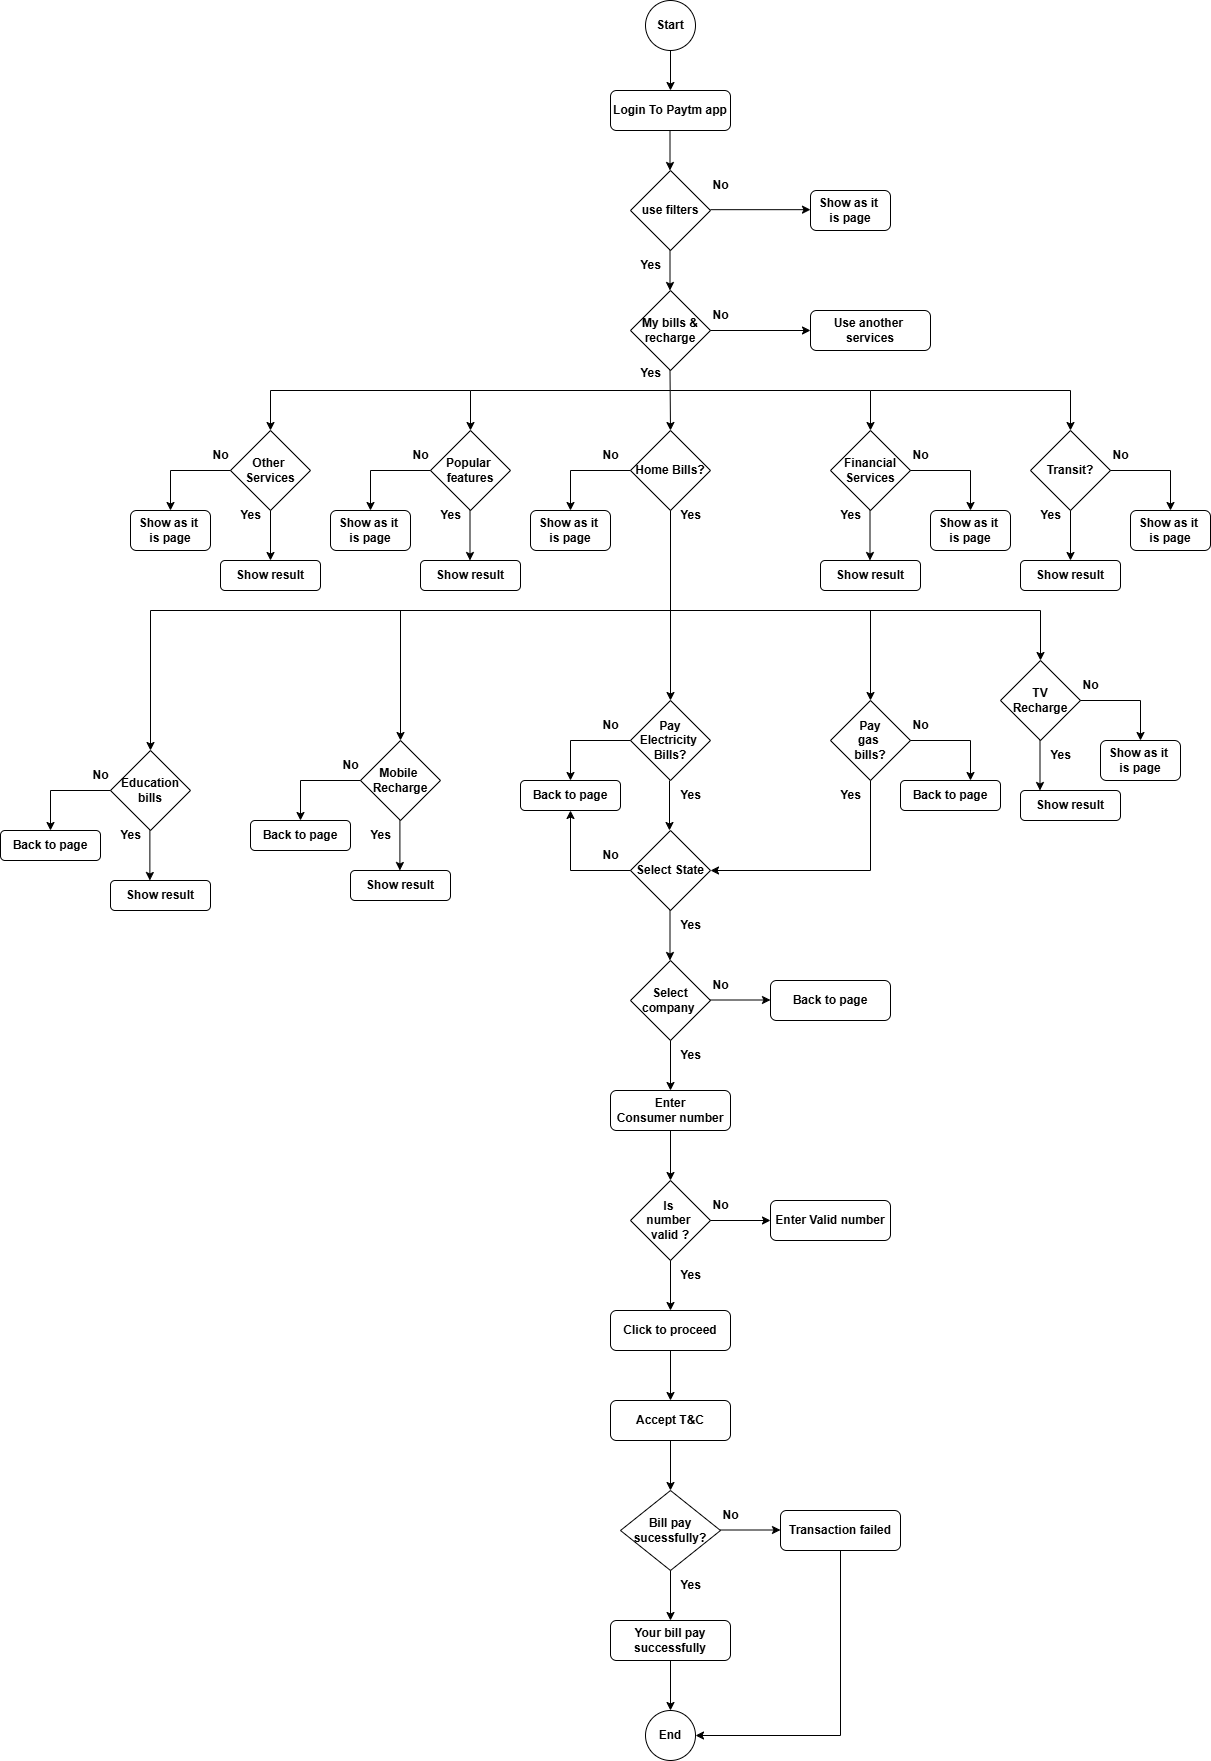 Start
Login To Paytm app
No
use filters
Show as it
is page
Yes
No
My bills &
recharge
Use another
services
Yes
No
Other
Services
Show as it
is page
Yes
Show result
No
Popular
features
Show as it
is page
Yes
Show result
No
Home Bills?
Show as it
is page
Yes
Financial
Services
No
Show as it
is page
Yes
Show result
Transit?
No
Show as it
is page
Yes
Show result
No
Education
bills
Back to page
Yes
Show result
No
Mobile
Recharge
Back to page
Yes
Show result
No
Pay
Electricity
Bills?
Back to page
Yes
Pay
gas
bills?
No
Back to page
Yes
TV
Recharge
No
Show as it
is page
Yes
Show result
No
Select State
Yes
Select
company
No
Back to page
Yes
Enter
Consumer number
Is
number
valid ?
No
Enter Valid number
Yes
Click to proceed
Accept T&C
Bill pay
sucessfully?
No
Transaction failed
Yes
Your bill pay
successfully
End